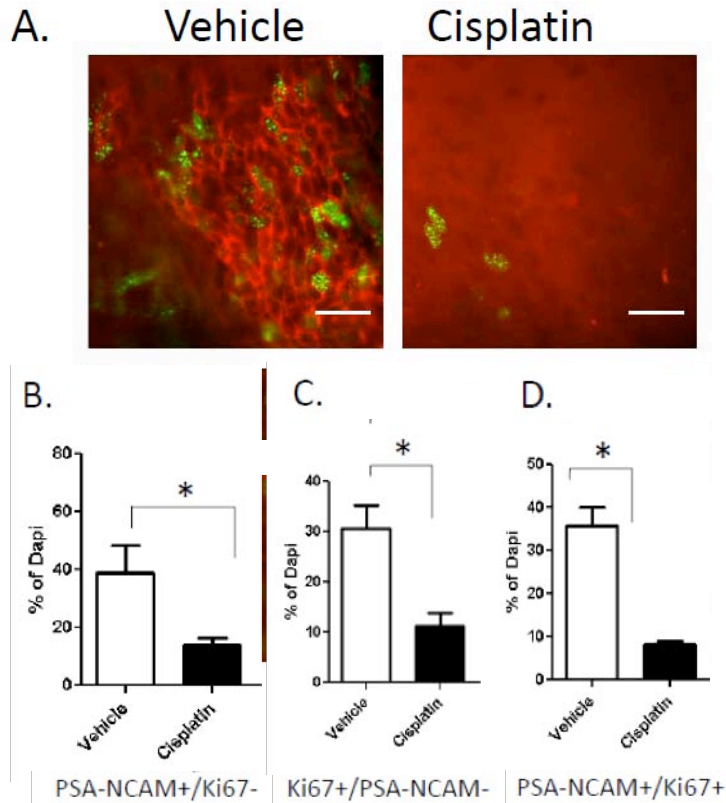 A. Vehicle Cisplatin
B. C. D.
80
60
40
20
0
% of Dapi
*
Vehicle
Cisplatin
40
30
20
10
0
% of Dapi
*
Vehicle
Cisplatin
50
40
30
20
10
0
% of Dapi
*
Vehicle
Cisplatin
PSA-NCAM+/Ki67- Ki67+/PSA-NCAM- PSA-NCAM+/Ki67+